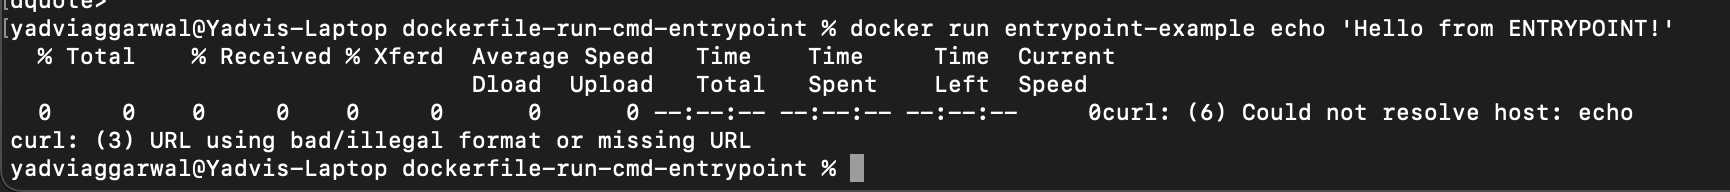 dquote>
[yadviaggarwal@Yadvis-Laptop dockerfile-run-cmd-entrypoint % docker run entrypoint-example echo 'Hello from ENTRYPOINT!'
  % Total    % Received % Xferd  Average Speed   Time    Time     Time  Current
                                 Dload  Upload   Total   Spent    Left  Speed
  0     0    0     0    0     0      0      0 --:--:-- --:--:-- --:--:--     0curl: (6) Could not resolve host: echo
curl: (3) URL using bad/illegal format or missing URL
yadviaggarwal@Yadvis-Laptop dockerfile-run-cmd-entrypoint %